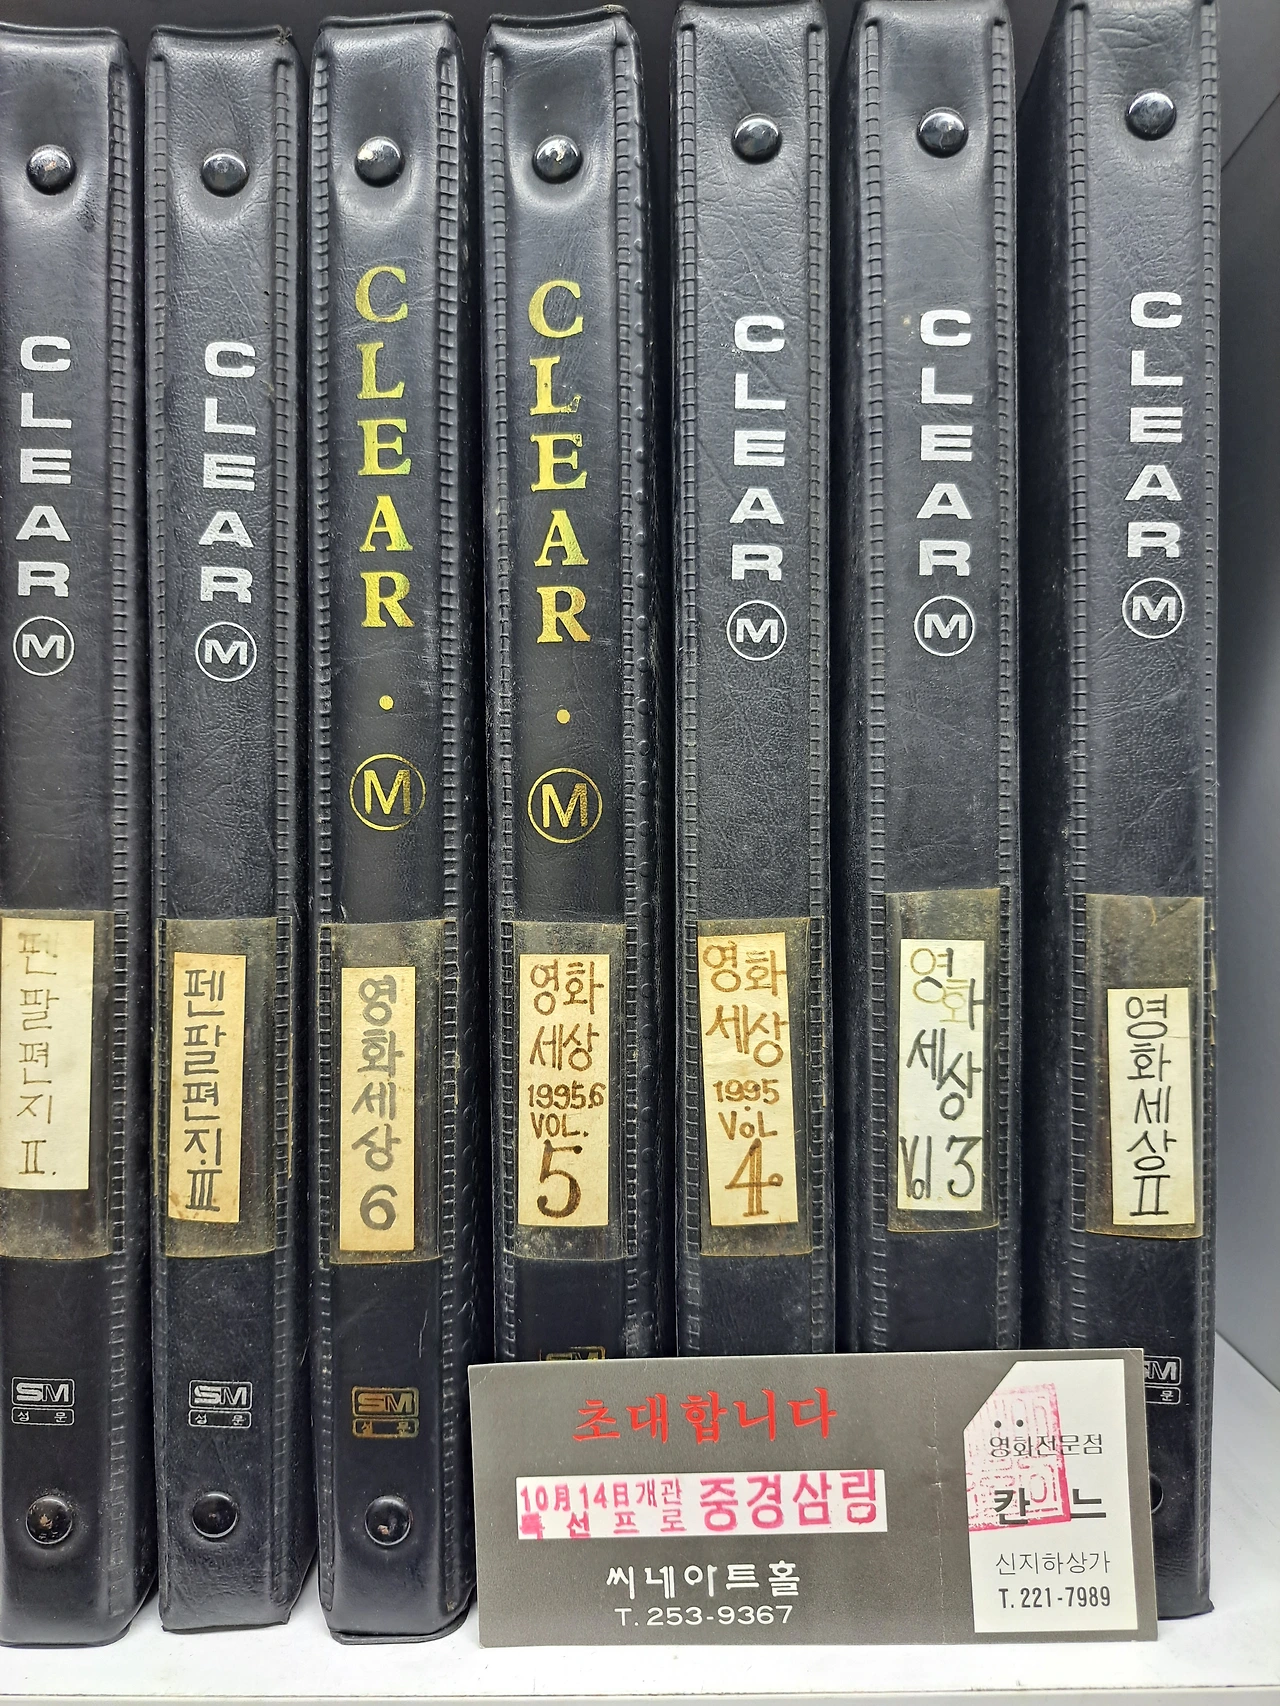 CLEAR
M
펜팔편지
II.
SM
성문
CLEAR
M
펜팔편지.
III
SM
성문
CLEAR
·
M
영화세상
6
SM
성문
CLEAR
·
M
영화
세상
1995.6
VOL.
5
SM
CLEAR
M
영화
세상
1995
VOL
4
CLEAR
M
영화
세상
Vol 3
CLEAR
M
영화세상
II
SM
문
초대합니다
10月14日개관
특선프로
중경삼림
씨네아트홀
T. 253-9367
영화전문점
칸느
신지하상가
T. 221-7989